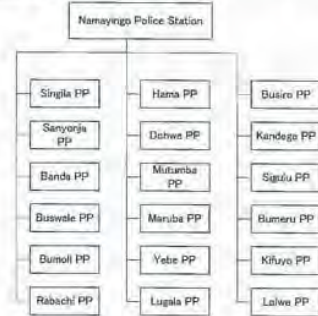 Namayingo Police Station
Singila PP
Hama PP
Busiro PP
Sanyonja
PP
Dohwe PP
Kandege PP
Banda PP
Mutumba
PP
Sigulu PP
Buswale PP
Maruba PP
Bumeru PP
Bumoli PP
Yebe PP
Kifuyo PP
Rabachi PP
Lugala PP
Lolwe PP